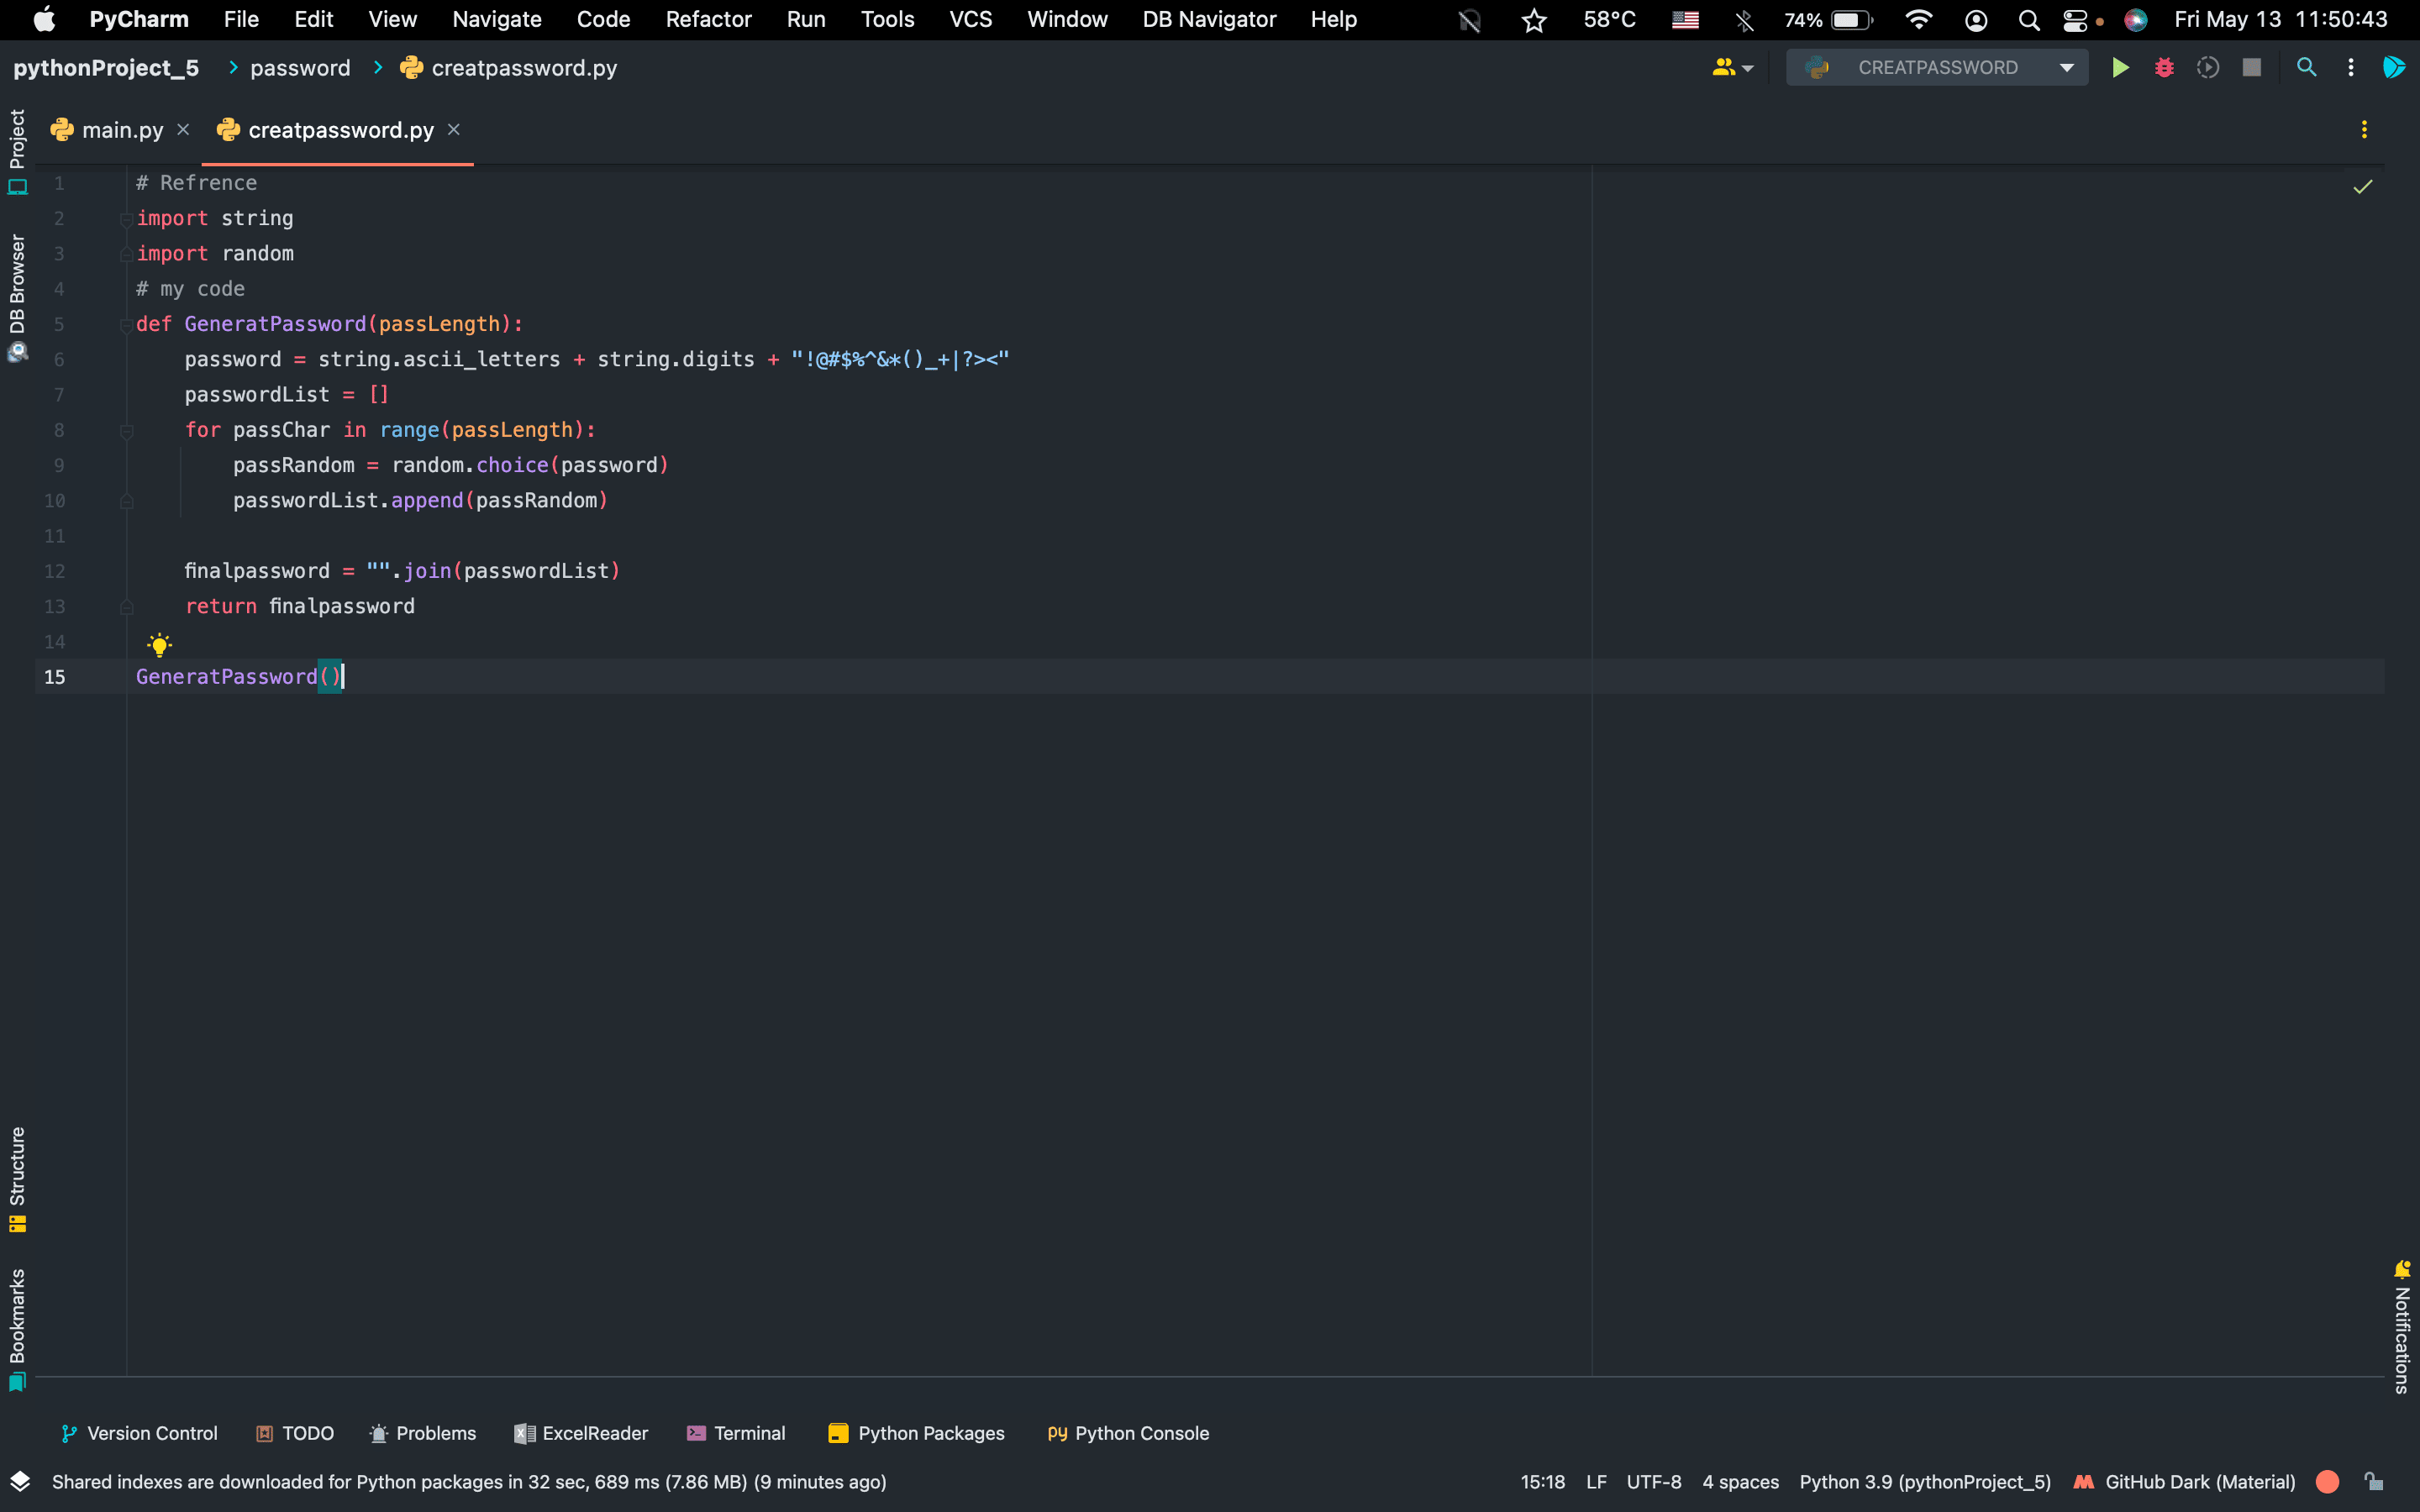 PyCharm File Edit View Navigate Code Refactor Run Tools VCS Window DB Navigator Help 58°C 74% Fri May 13 11:50:43
pythonProject_5 > password > creatpassword.py CREATPASSWORD
Project
main.py × creatpassword.py ×
DB Browser
1 # Refrence
2 import string
3 import random
4 # my code
5 def GeneratPassword(passLength):
6 password = string.ascii_letters + string.digits + "!@#$%^&*()_+|?><"
7 passwordList = []
8 for passChar in range(passLength):
9 passRandom = random.choice(password)
10 passwordList.append(passRandom)
11
12 finalpassword = "".join(passwordList)
13 return finalpassword
14
15 GeneratPassword()
Structure
Bookmarks
Notifications
Version Control TODO Problems ExcelReader Terminal Python Packages py Python Console
Shared indexes are downloaded for Python packages in 32 sec, 689 ms (7.86 MB) (9 minutes ago) 15:18 LF UTF-8 4 spaces Python 3.9 (pythonProject_5) GitHub Dark (Material)